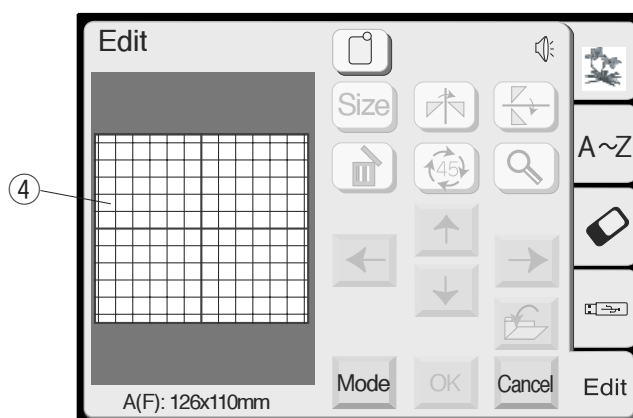 Edit
Size
A~Z
45
④
Mode
OK
Cancel
Edit
A(F): 126x110mm